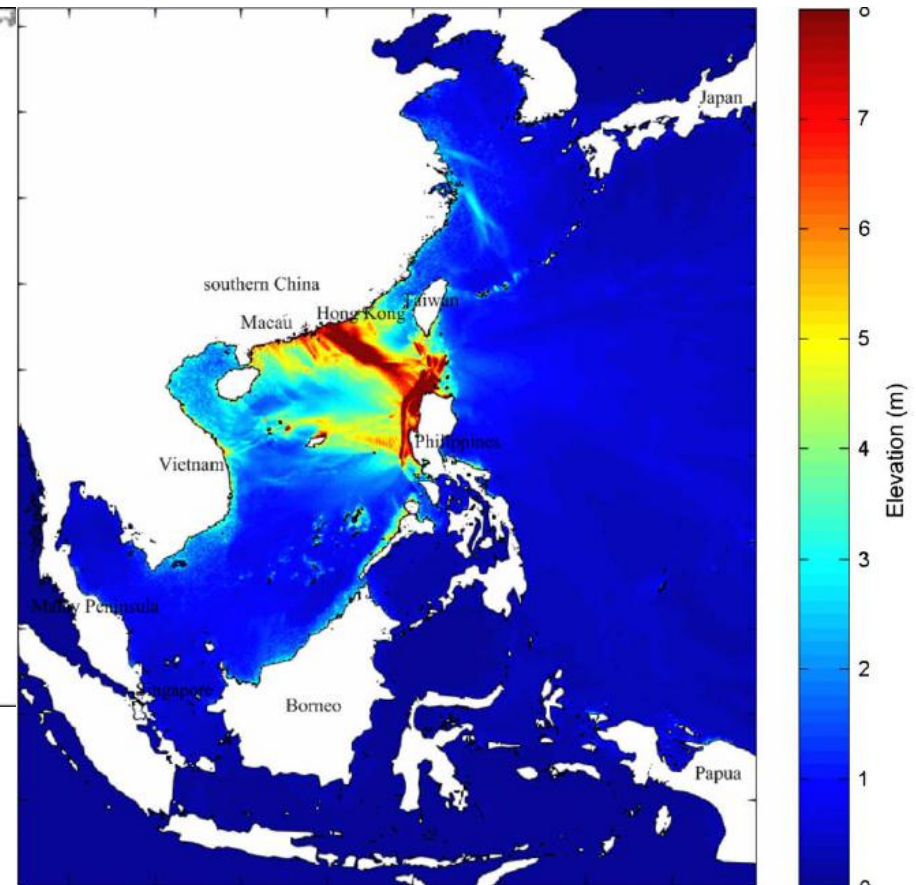 Japan
southern China
Taiwan
Hong Kong
Macau
Philippines
Vietnam
Malay Peninsula
Singapore
Borneo
Papua
8
7
6
5
4
3
2
1
0
Elevation (m)